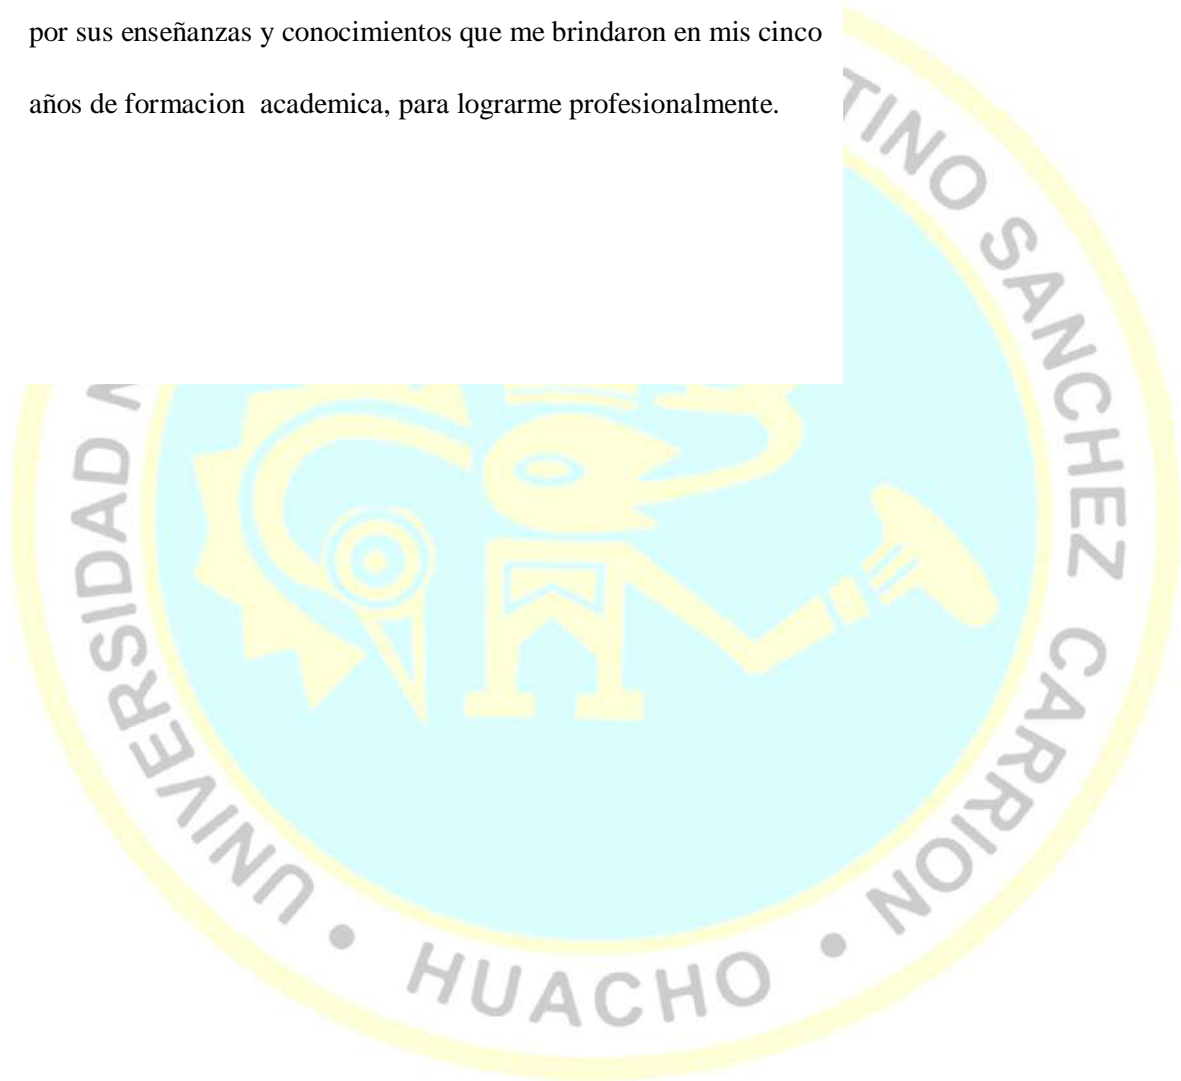 por sus enseñanzas y conocimientos que me brindaron en mis cinco
años de formacion  academica, para lograrme profesionalmente.
UNIVERSIDAD
TINO SANCHEZ CARRION
• HUACHO •